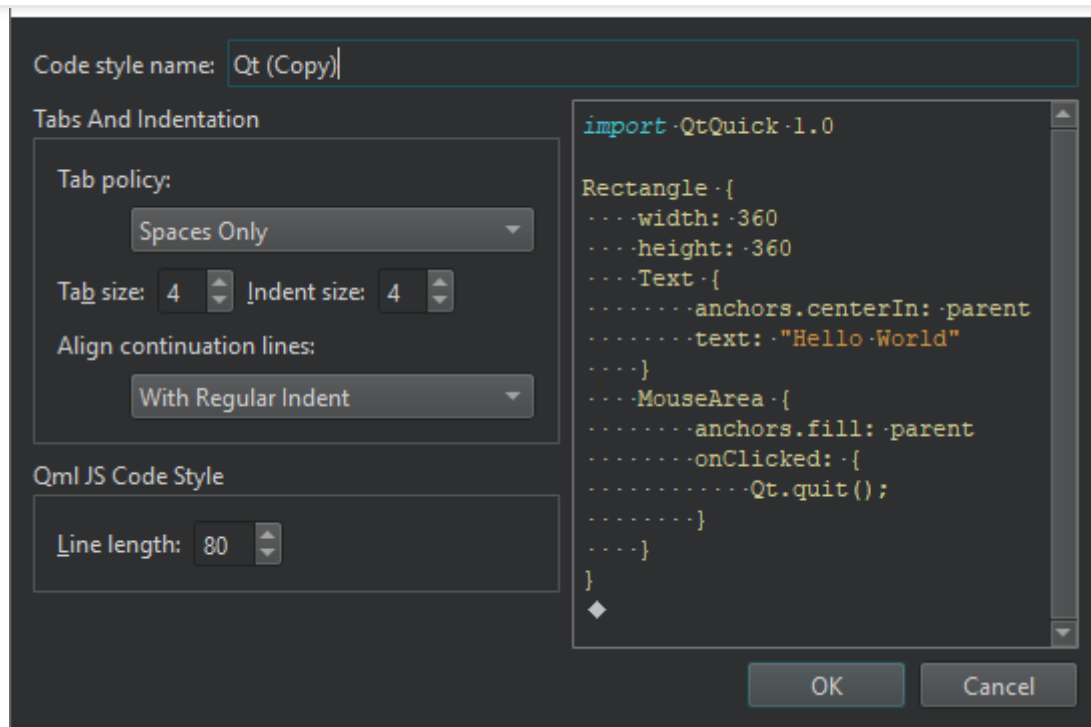 Code style name: Qt (Copy)
Tabs And Indentation
Tab policy:
Spaces Only
Tab size: 4 Indent size: 4
Align continuation lines:
With Regular Indent
Qml JS Code Style
Line length: 80
import·QtQuick·1.0
Rectangle·{
····width:·360
····height:·360
····Text·{
········anchors.centerIn:·parent
········text:·"Hello·World"
····}
····MouseArea·{
········anchors.fill:·parent
········onClicked:·{
············Qt.quit();
········}
····}
}
OK Cancel